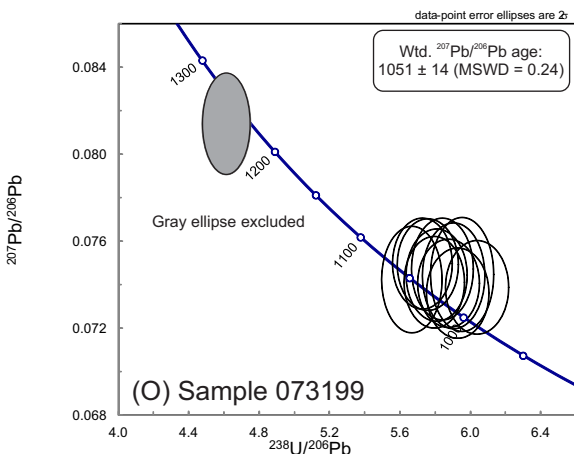 data-point error ellipses are 2σ
Wtd. ²⁰⁷Pb/²⁰⁶Pb age:
1051 ± 14 (MSWD = 0.24)
0.084
0.080
0.076
0.072
0.068
²⁰⁷Pb/²⁰⁶Pb
1300
1200
1100
1000
Gray ellipse excluded
(O) Sample 073199
4.0
4.4
4.8
5.2
5.6
6.0
6.4
²³⁸U/²⁰⁶Pb